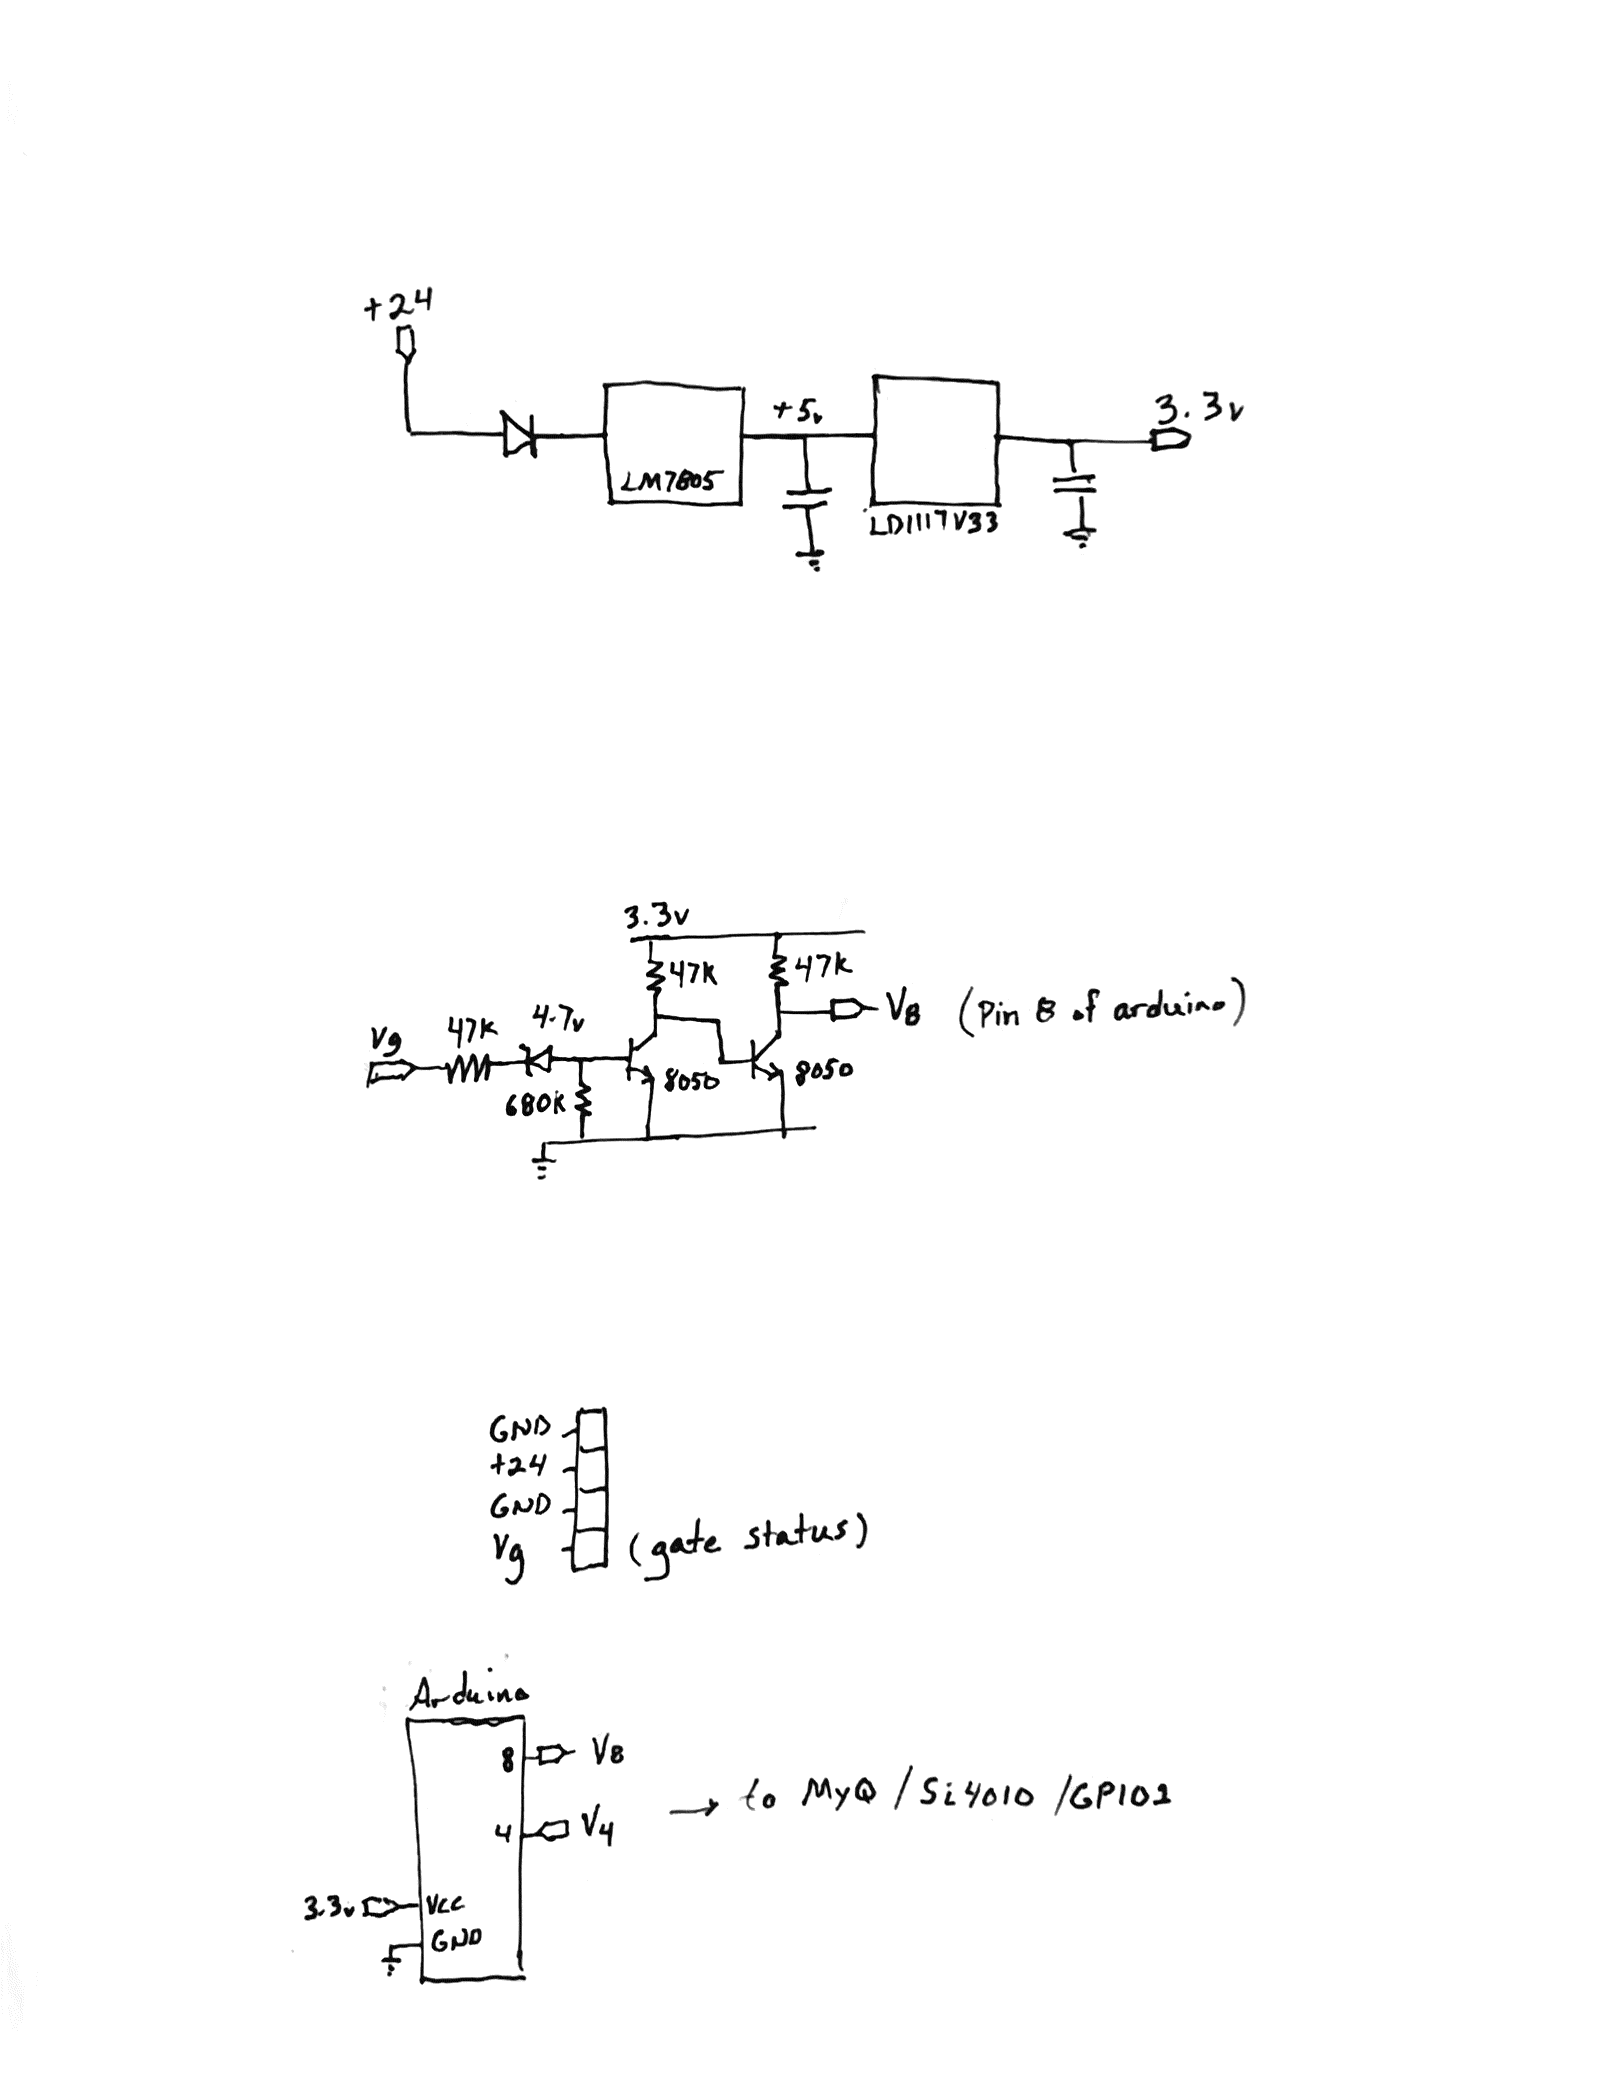 +24
+5v
3.3v
LM7805
LD1117V33
3.3v
47K
47K
V8 (Pin 8 of arduino)
Vg
47K
4.7v
8050
8050
680K
GND
+24
GND
Vg
(gate status)
Arduino
8
V8
→ to MyQ / Si4010 / GPIO2
4
V4
3.3v
VCC
GND